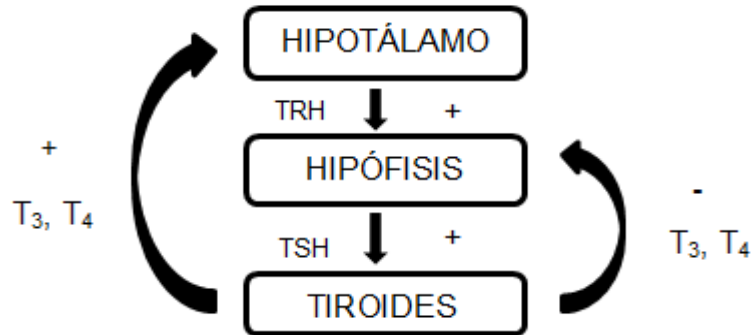 HIPOTÁLAMO
TRH +
+
T₃, T₄
HIPÓFISIS
-
T₃, T₄
TSH +
TIROIDES